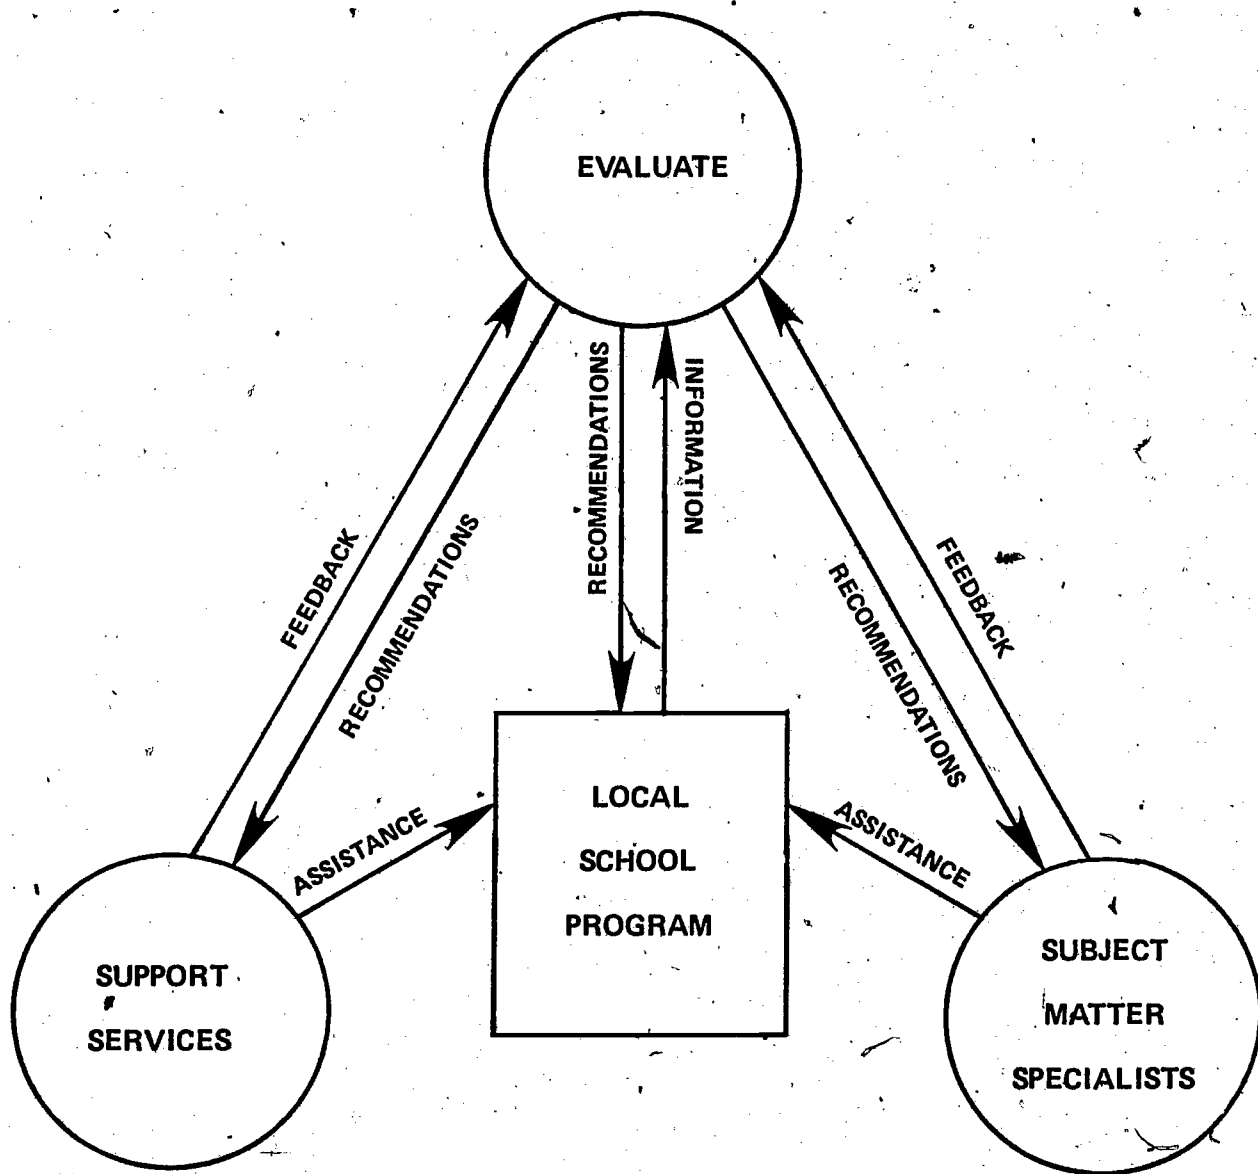 EVALUATE
RECOMMENDATIONS
INFORMATION
FEEDBACK
RECOMMENDATIONS
RECOMMENDATIONS
FEEDBACK
ASSISTANCE
ASSISTANCE
LOCAL
SCHOOL
PROGRAM
SUPPORT
SERVICES
SUBJECT
MATTER
SPECIALISTS